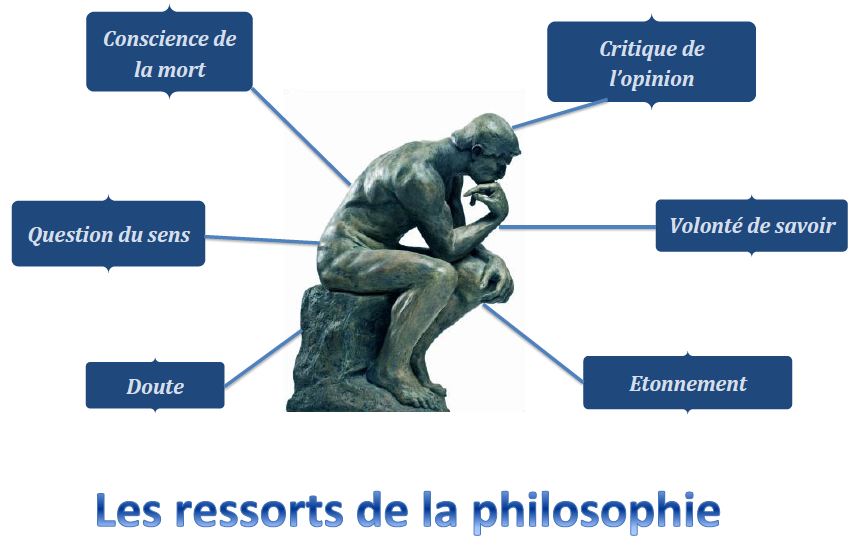 Conscience de
la mort
Critique de
l'opinion
Question du sens
Volonté de savoir
Doute
Etonnement
Les ressorts de la philosophie